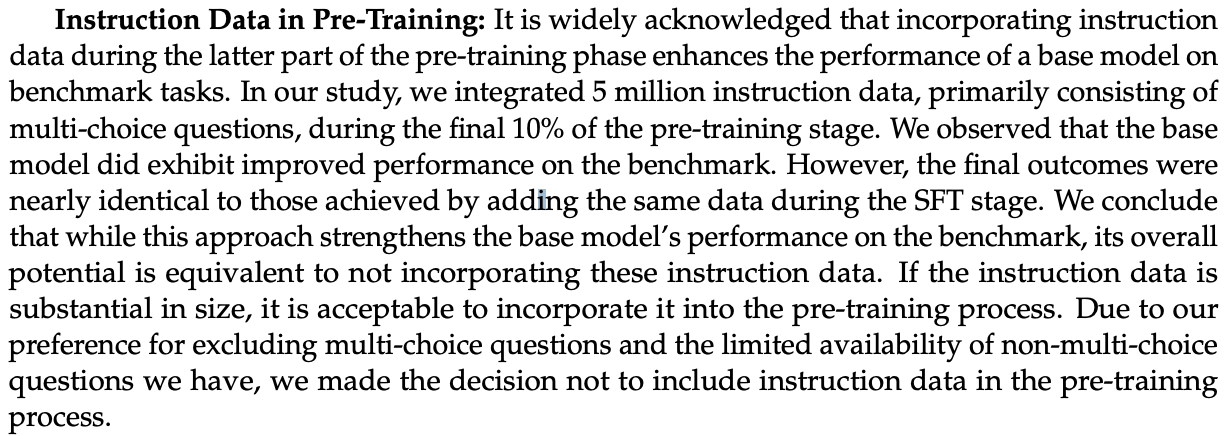 Instruction Data in Pre-Training: It is widely acknowledged that incorporating instruction
data during the latter part of the pre-training phase enhances the performance of a base model on
benchmark tasks. In our study, we integrated 5 million instruction data, primarily consisting of
multi-choice questions, during the final 10% of the pre-training stage. We observed that the base
model did exhibit improved performance on the benchmark. However, the final outcomes were
nearly identical to those achieved by adding the same data during the SFT stage. We conclude
that while this approach strengthens the base model's performance on the benchmark, its overall
potential is equivalent to not incorporating these instruction data. If the instruction data is
substantial in size, it is acceptable to incorporate it into the pre-training process. Due to our
preference for excluding multi-choice questions and the limited availability of non-multi-choice
questions we have, we made the decision not to include instruction data in the pre-training
process.